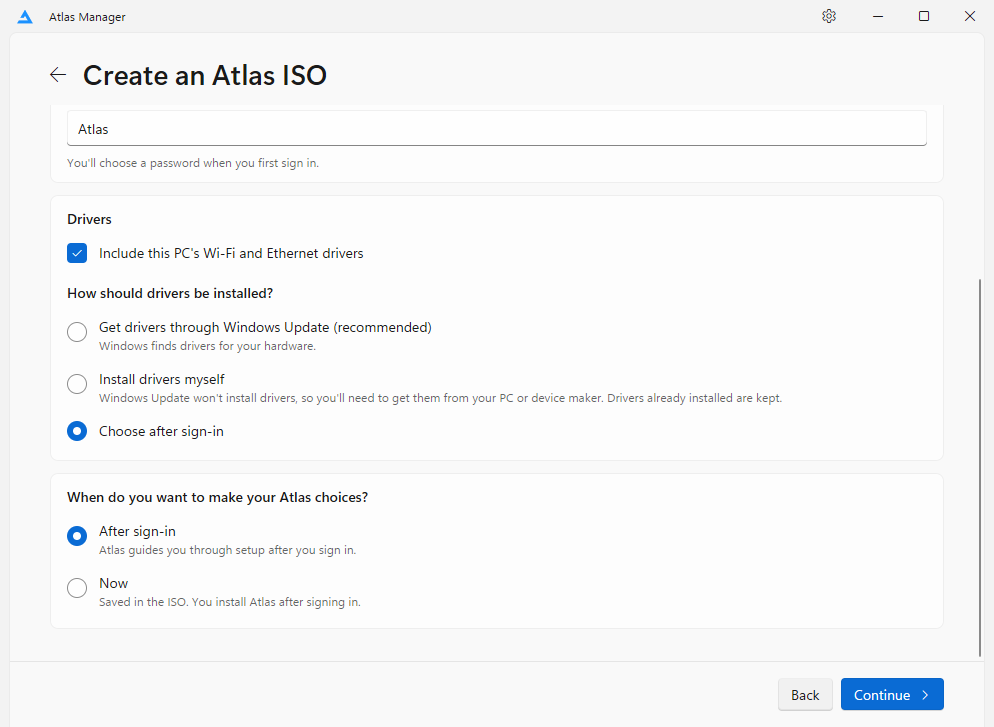 Atlas Manager
Create an Atlas ISO
Atlas
You'll choose a password when you first sign in.
Drivers
Include this PC's Wi-Fi and Ethernet drivers
How should drivers be installed?
Get drivers through Windows Update (recommended)
Windows finds drivers for your hardware.
Install drivers myself
Windows Update won't install drivers, so you'll need to get them from your PC or device maker. Drivers already installed are kept.
Choose after sign-in
When do you want to make your Atlas choices?
After sign-in
Atlas guides you through setup after you sign in.
Now
Saved in the ISO. You install Atlas after signing in.
Back
Continue